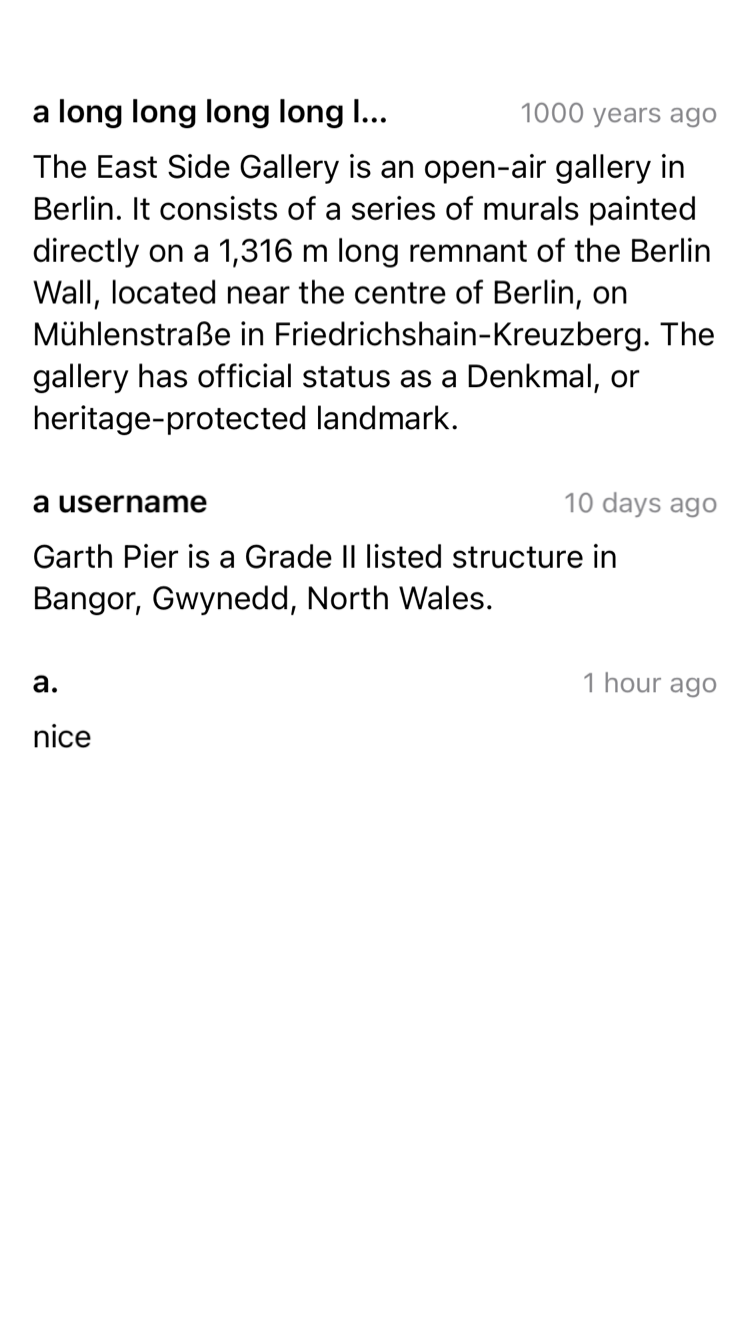 a long long long long l...
1000 years ago
The East Side Gallery is an open-air gallery in
Berlin. It consists of a series of murals painted
directly on a 1,316 m long remnant of the Berlin
Wall, located near the centre of Berlin, on
Mühlenstraße in Friedrichshain-Kreuzberg. The
gallery has official status as a Denkmal, or
heritage-protected landmark.
a username
10 days ago
Garth Pier is a Grade II listed structure in
Bangor, Gwynedd, North Wales.
a.
1 hour ago
nice